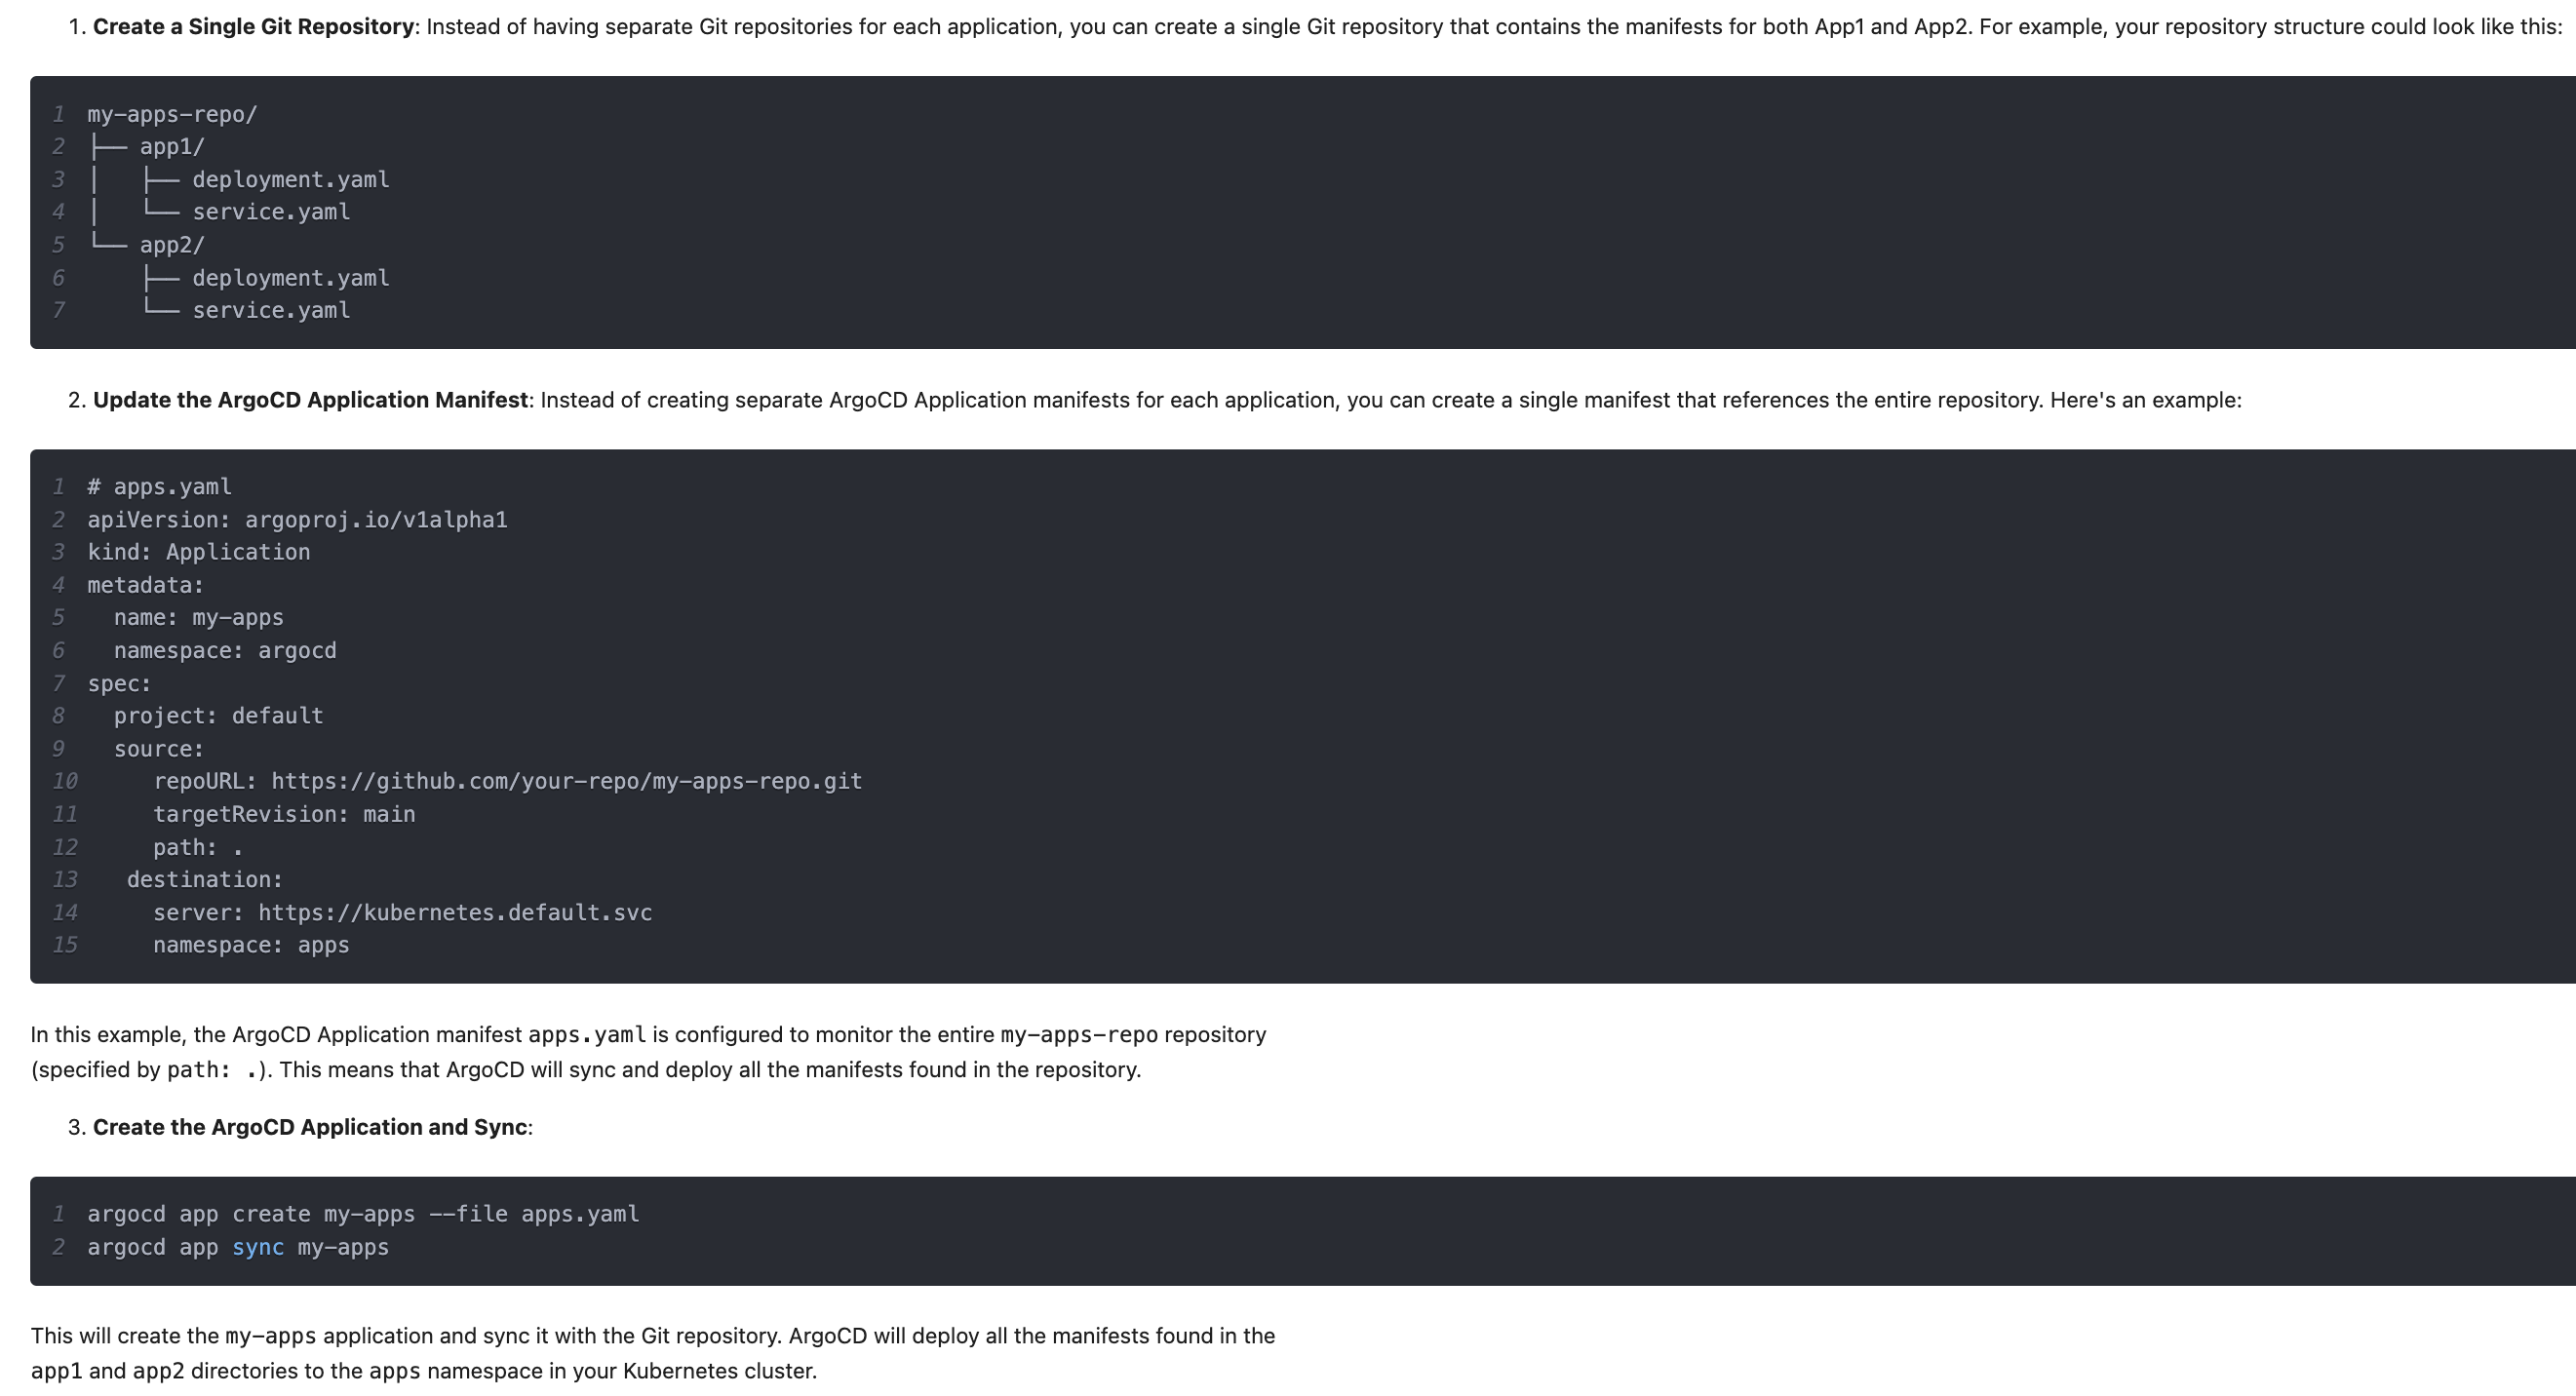 1. Create a Single Git Repository: Instead of having separate Git repositories for each application, you can create a single Git repository that contains the manifests for both App1 and App2. For example, your repository structure could look like this:
1 my-apps-repo/
2 ├── app1/
3 │   ├── deployment.yaml
4 │   └── service.yaml
5 └── app2/
6     ├── deployment.yaml
7     └── service.yaml
2. Update the ArgoCD Application Manifest: Instead of creating separate ArgoCD Application manifests for each application, you can create a single manifest that references the entire repository. Here's an example:
1 # apps.yaml
2 apiVersion: argoproj.io/v1alpha1
3 kind: Application
4 metadata:
5   name: my-apps
6   namespace: argocd
7 spec:
8   project: default
9   source:
10      repoURL: https://github.com/your-repo/my-apps-repo.git
11      targetRevision: main
12      path: .
13    destination:
14      server: https://kubernetes.default.svc
15      namespace: apps
In this example, the ArgoCD Application manifest apps.yaml is configured to monitor the entire my-apps-repo repository
(specified by path: .). This means that ArgoCD will sync and deploy all the manifests found in the repository.
3. Create the ArgoCD Application and Sync:
1 argocd app create my-apps --file apps.yaml
2 argocd app sync my-apps
This will create the my-apps application and sync it with the Git repository. ArgoCD will deploy all the manifests found in the
app1 and app2 directories to the apps namespace in your Kubernetes cluster.